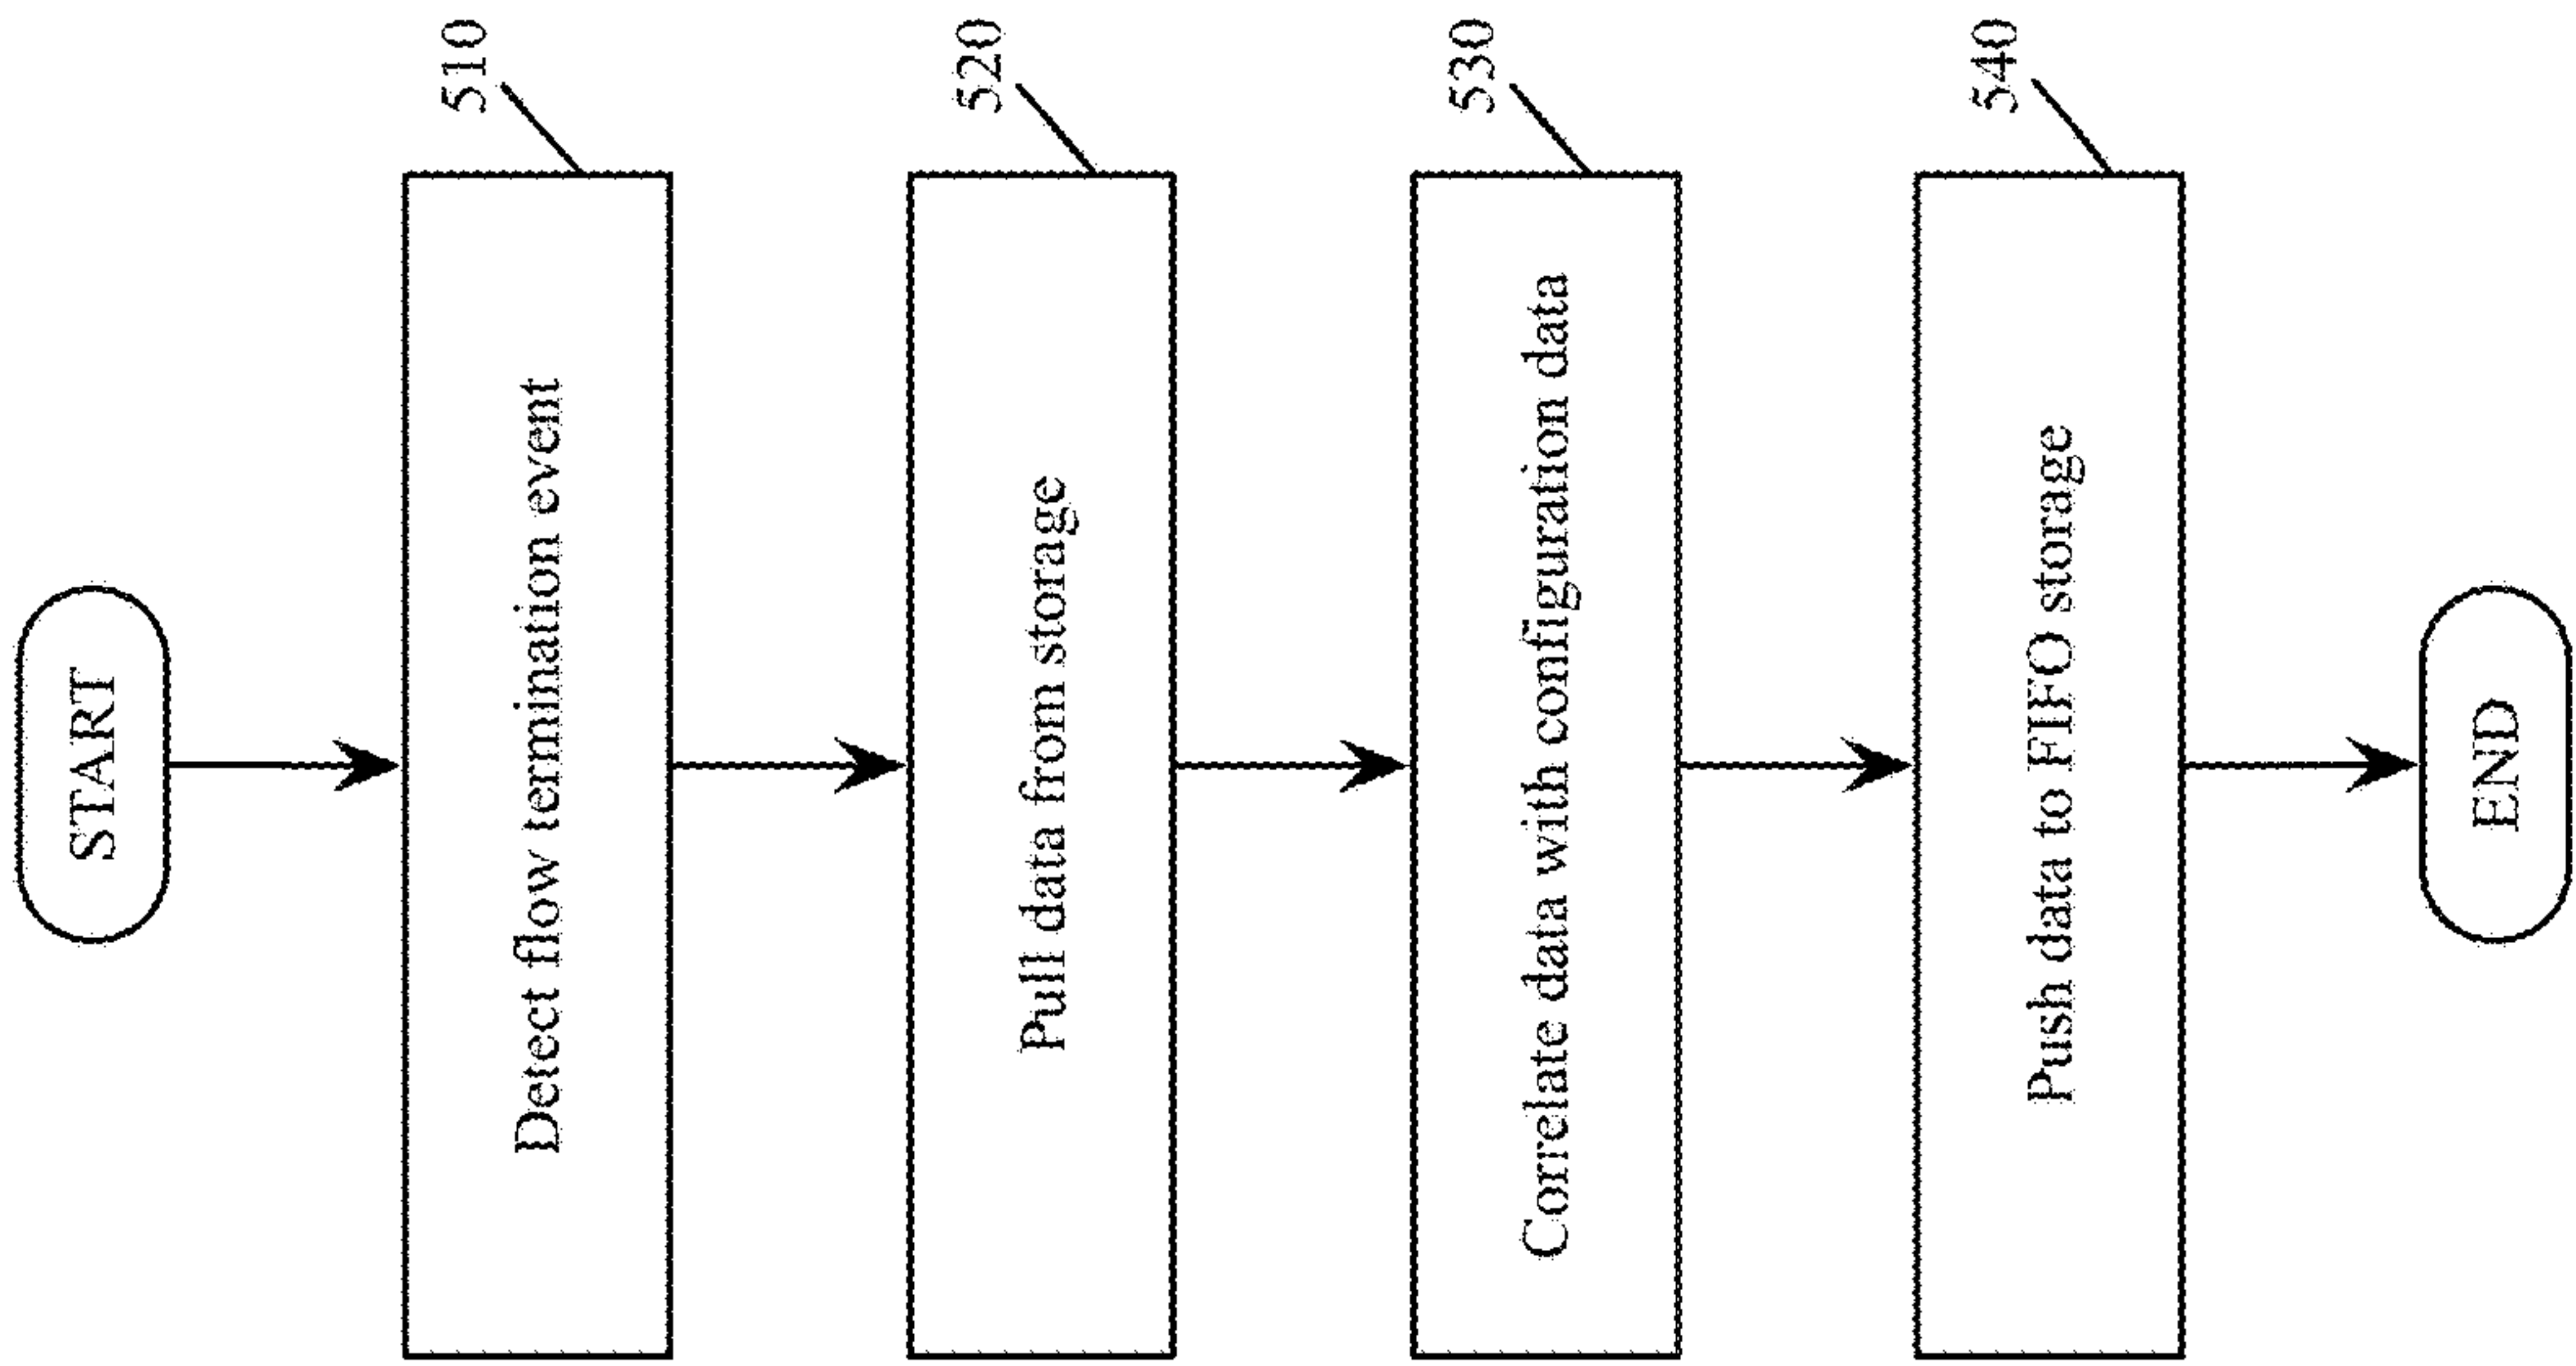 START
510
Detect flow termination event
520
Pull data from storage
530
Correlate data with configuration data
540
Push data to FIFO storage
END